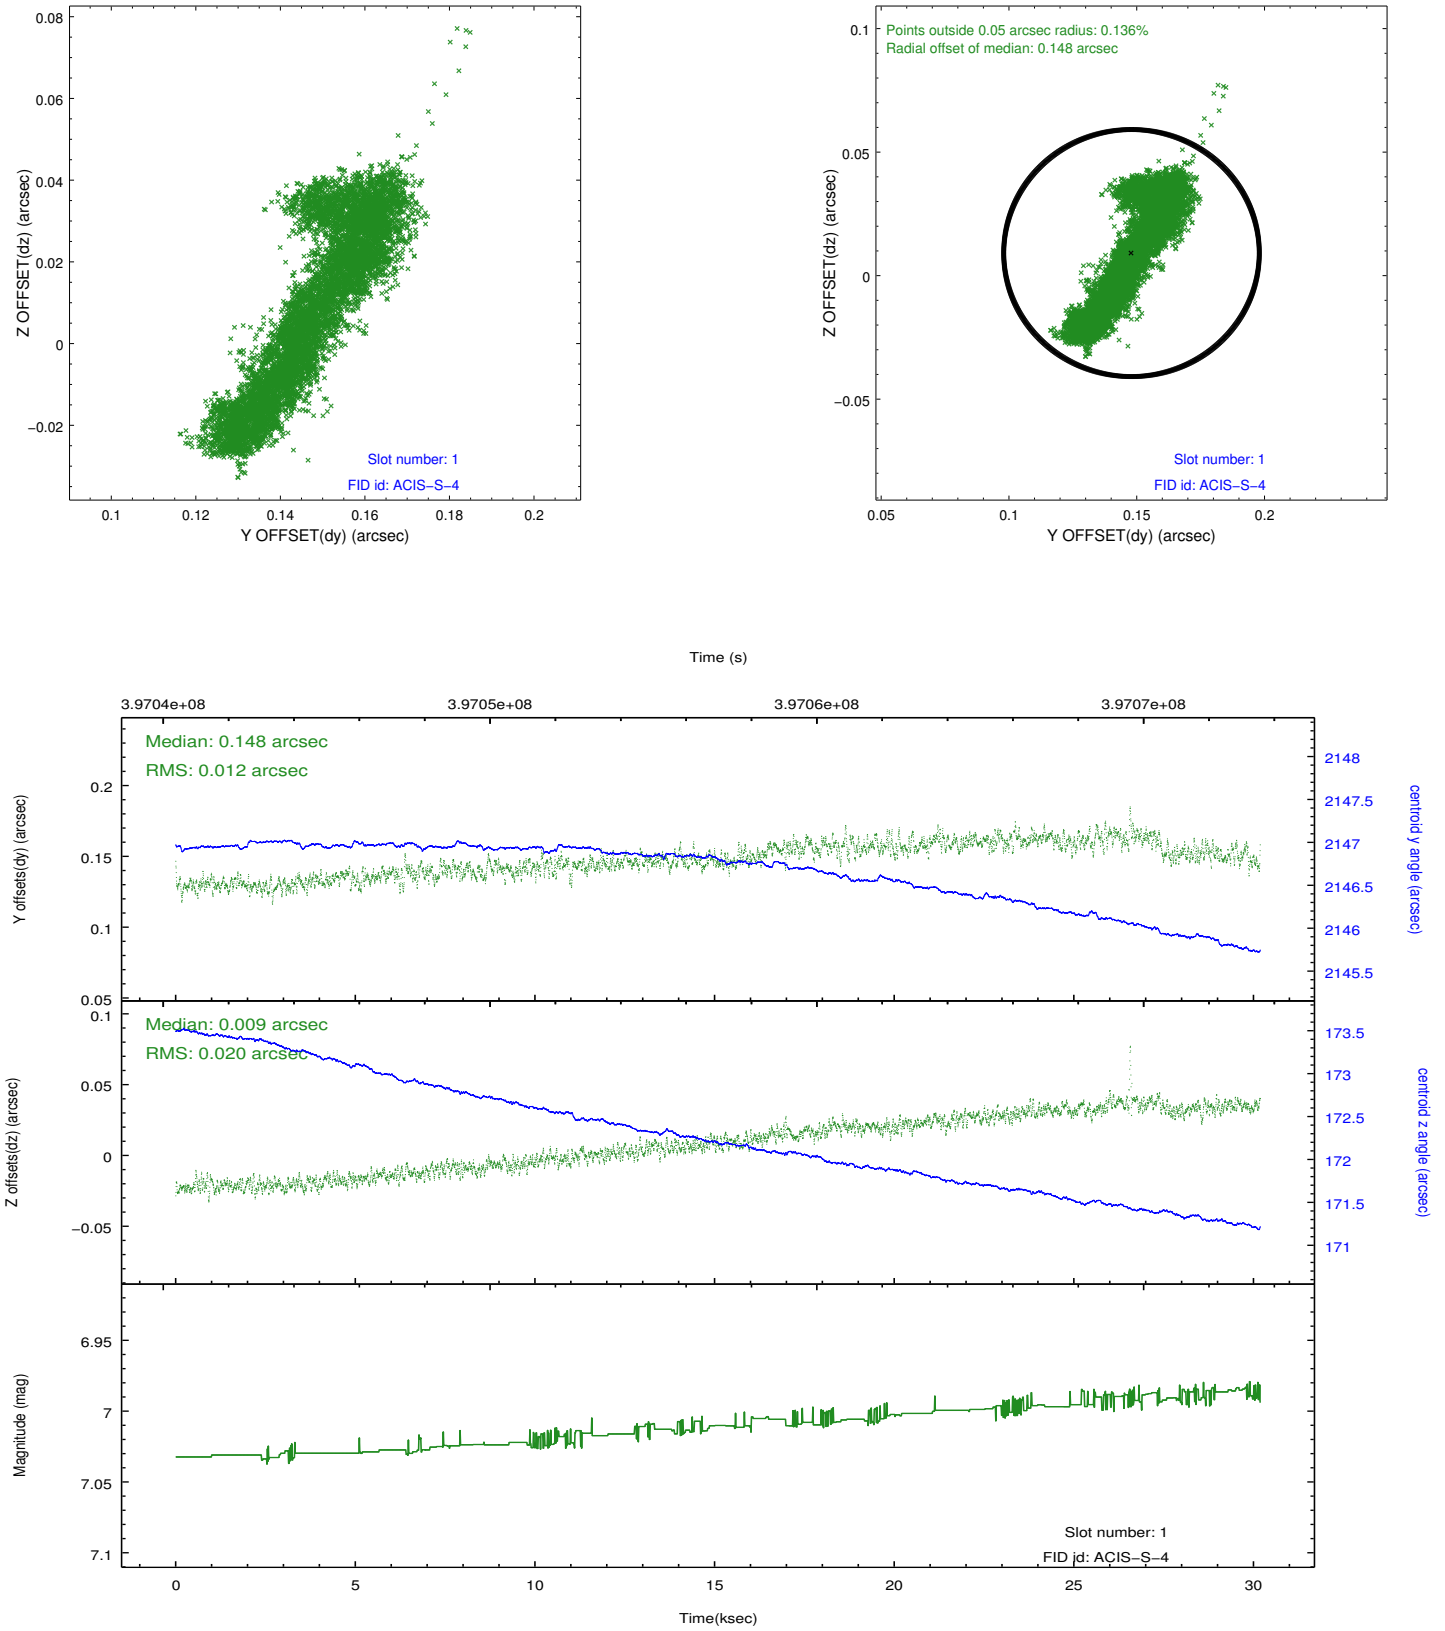 0.08
0.06
0.04
0.02
0
−0.02
Z OFFSET(dz) (arcsec)
Slot number: 1
FID id: ACIS−S−4
0.1 0.12 0.14 0.16 0.18 0.2
Y OFFSET(dy) (arcsec)
Points outside 0.05 arcsec radius: 0.136%
Radial offset of median: 0.148 arcsec
0.1
0.05
0
−0.05
Z OFFSET(dz) (arcsec)
Slot number: 1
FID id: ACIS−S−4
0.05 0.1 0.15 0.2
Y OFFSET(dy) (arcsec)
Time (s)
3.9704e+08 3.9705e+08 3.9706e+08 3.9707e+08
Median: 0.148 arcsec
RMS: 0.012 arcsec
0.2
0.15
0.1
0.05
Y offsets(dy) (arcsec)
2148
2147.5
2147
2146.5
2146
2145.5
centroid y angle (arcsec)
Median: 0.009 arcsec
RMS: 0.020 arcsec
0.1
0.05
0
−0.05
Z offsets(dz) (arcsec)
173.5
173
172.5
172
171.5
171
centroid z angle (arcsec)
6.95
7
7.05
7.1
Magnitude (mag)
Slot number: 1
FID id: ACIS−S−4
0 5 10 15 20 25 30
Time(ksec)